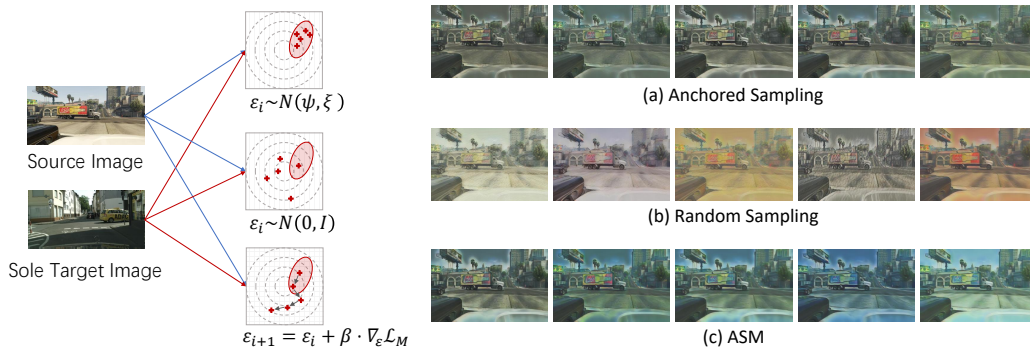 Source Image
Sole Target Image
ε_i~N(ψ, ξ)
ε_i~N(0, I)
ε_{i+1} = ε_i + β · ∇_ε ℒ_M
(a) Anchored Sampling
(b) Random Sampling
(c) ASM